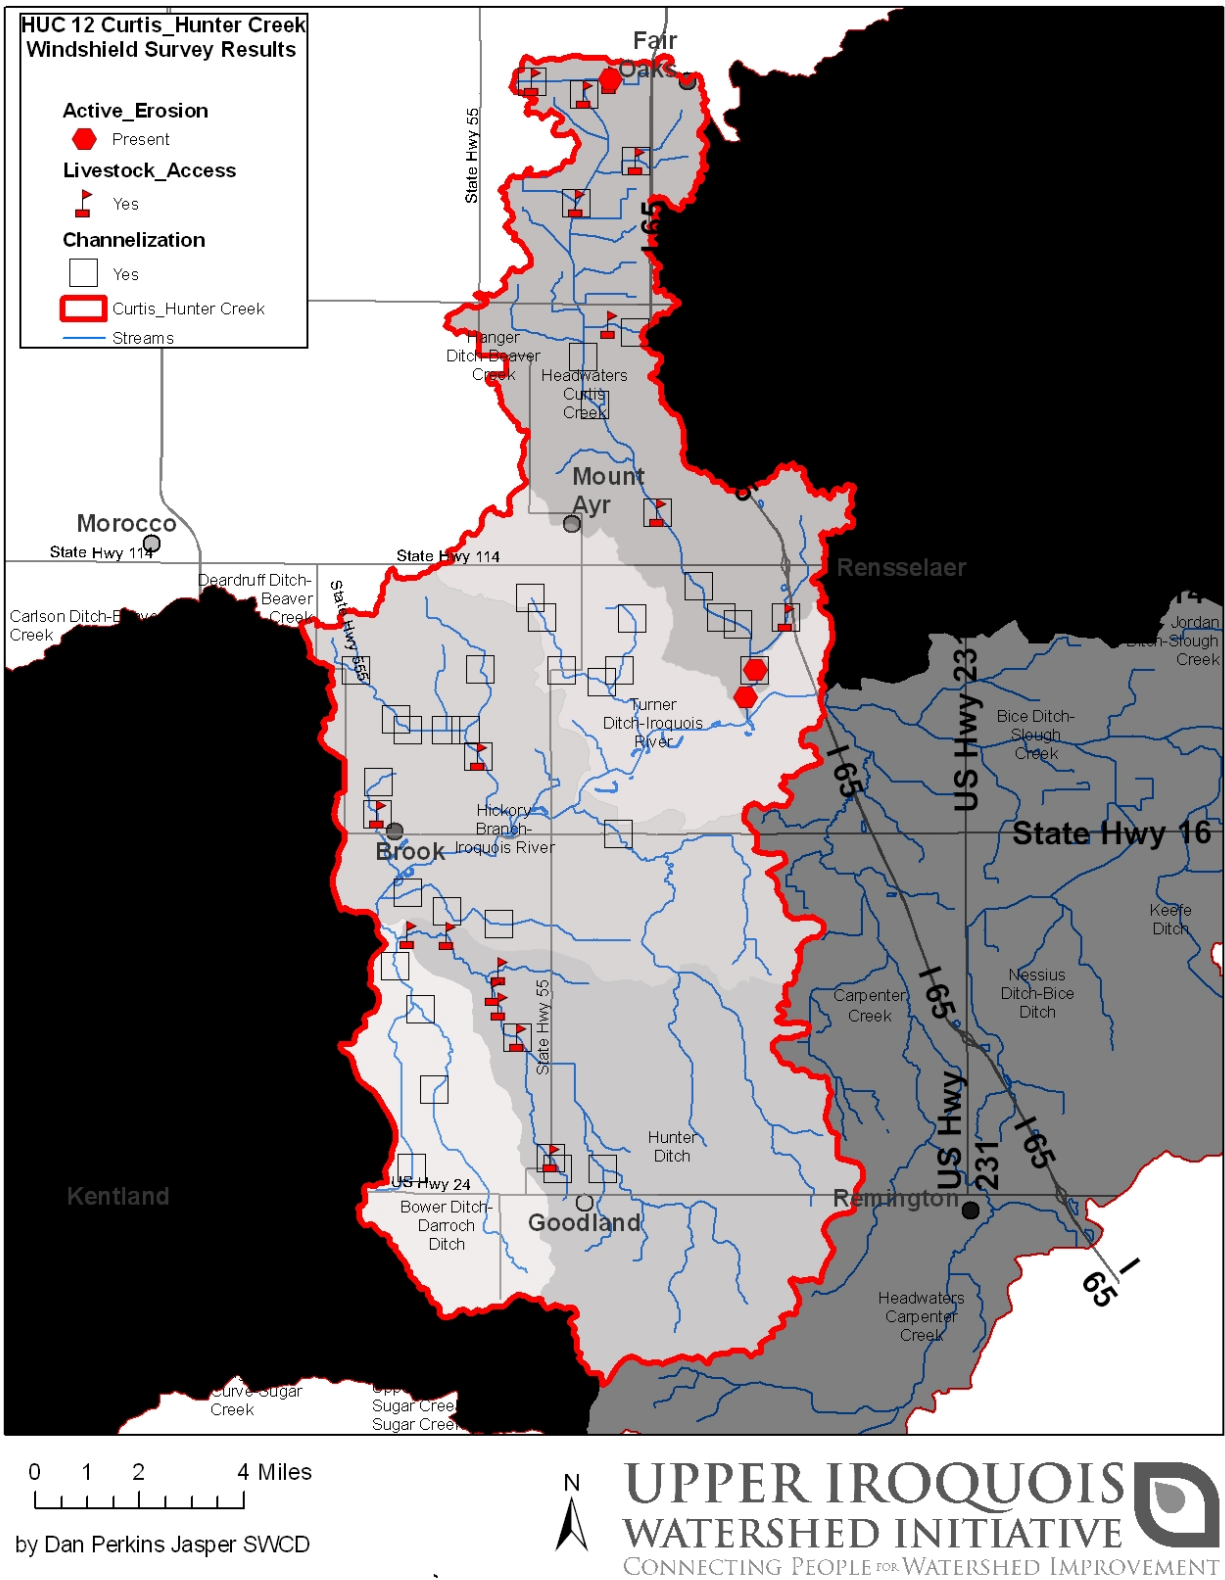 HUC 12 Curtis_Hunter Creek
Windshield Survey Results
Active_Erosion
Present
Livestock_Access
Yes
Channelization
Yes
Curtis_Hunter Creek
Streams
Fair
Oaks
State Hwy 55
I 65
Hanger
Ditch-Beaver
Creek
Headwaters
Curtis
Creek
Mount
Ayr
Morocco
State Hwy 114
State Hwy 114
Rensselaer
Deardruff Ditch-
Beaver
Creek
Carlson Ditch-Beaver
Creek
State Hwy 555
14
Jordan
Ditch-Slough
Creek
US Hwy 231
Turner
Ditch-Iroquois
River
Bice Ditch-
Slough
Creek
I 65
Hickory
Branch-
Iroquois River
State Hwy 16
Brook
Keefe
Ditch
I 65
Nessius
Ditch-Bice
Ditch
Carpenter
Creek
State Hwy 55
US Hwy
231
I 65
Hunter
Ditch
Kentland
US Hwy 24
Remington
Bower Ditch-
Darroch
Ditch
Goodland
I
65
Headwaters
Carpenter
Creek
Curve-Sugar
Creek
Sugar Creek
Sugar Creek
0 1 2 4 Miles
by Dan Perkins Jasper SWCD
N
UPPER IROQUOIS
WATERSHED INITIATIVE
CONNECTING PEOPLE FOR WATERSHED IMPROVEMENT